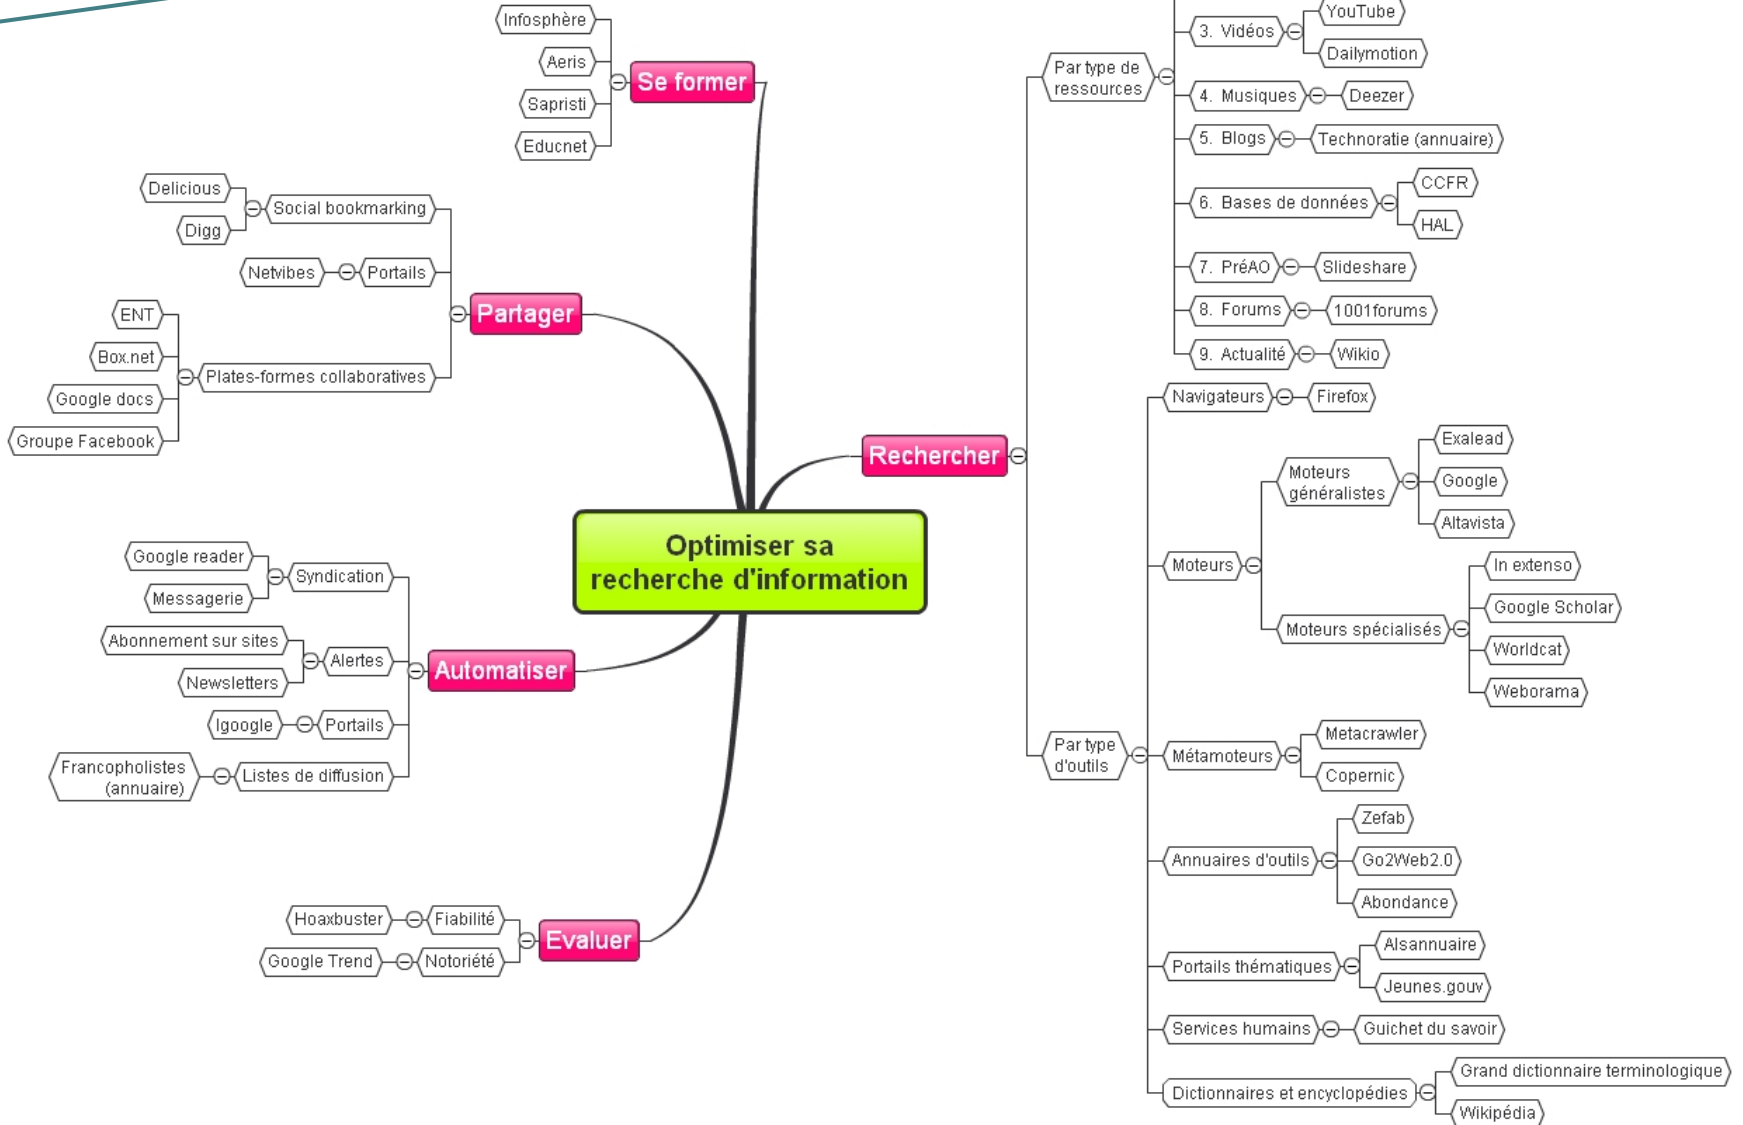 Optimiser sa
recherche d'information
Se former
Infosphère
Aeris
Sapristi
Educnet
Partager
Social bookmarking
Delicious
Digg
Portails
Netvibes
Plates-formes collaboratives
ENT
Box.net
Google docs
Groupe Facebook
Automatiser
Syndication
Google reader
Messagerie
Alertes
Abonnement sur sites
Newsletters
Portails
Igoogle
Listes de diffusion
Francopholistes
(annuaire)
Evaluer
Fiabilité
Hoaxbuster
Notoriété
Google Trend
Rechercher
Par type de
ressources
3. Vidéos
YouTube
Dailymotion
4. Musiques
Deezer
5. Blogs
Technoratie (annuaire)
6. Bases de données
CCFR
HAL
7. PréAO
Slideshare
8. Forums
1001forums
9. Actualité
Wikio
Par type
d'outils
Navigateurs
Firefox
Moteurs
Moteurs
généralistes
Exalead
Google
Altavista
Moteurs spécialisés
In extenso
Google Scholar
Worldcat
Weborama
Métamoteurs
Metacrawler
Copernic
Annuaires d'outils
Zefab
Go2Web2.0
Abondance
Portails thématiques
Alsannuaire
Jeunes.gouv
Services humains
Guichet du savoir
Dictionnaires et encyclopédies
Grand dictionnaire terminologique
Wikipédia